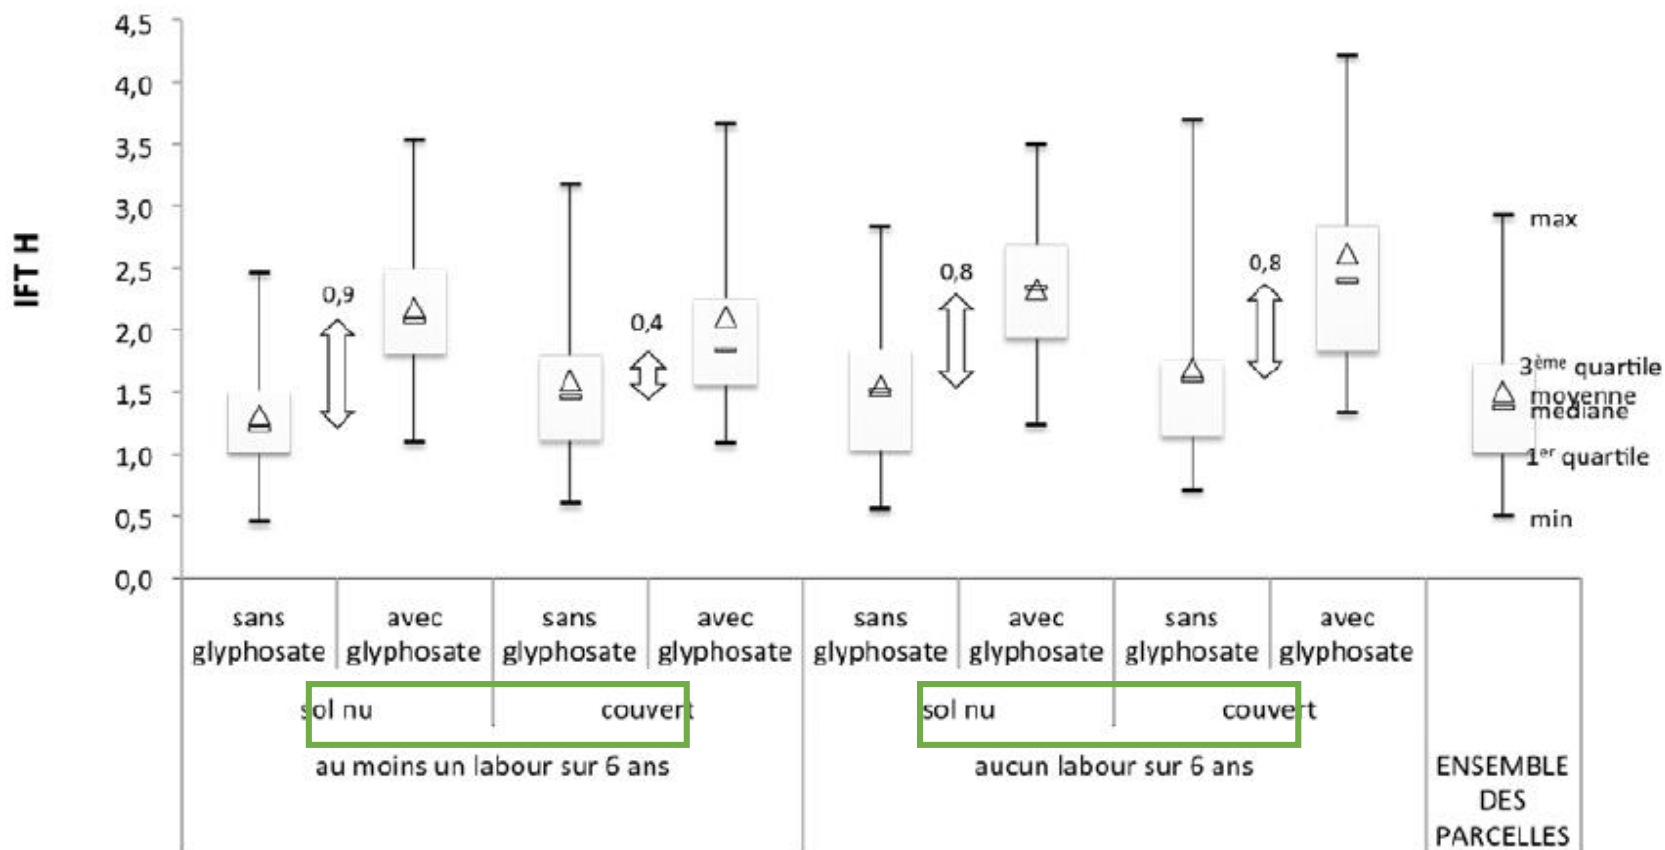 4,5
4,0
3,5
3,0
2,5
2,0
1,5
1,0
0,5
0,0
IFT H
0,9
0,4
0,8
0,8
max
3ème quartile
moyenne
mediane
1er quartile
min
sans glyphosate
avec glyphosate
sans glyphosate
avec glyphosate
sans glyphosate
avec glyphosate
sans glyphosate
avec glyphosate
sol nu
couvert
sol nu
couvert
au moins un labour sur 6 ans
aucun labour sur 6 ans
ENSEMBLE
DES
PARCELLES